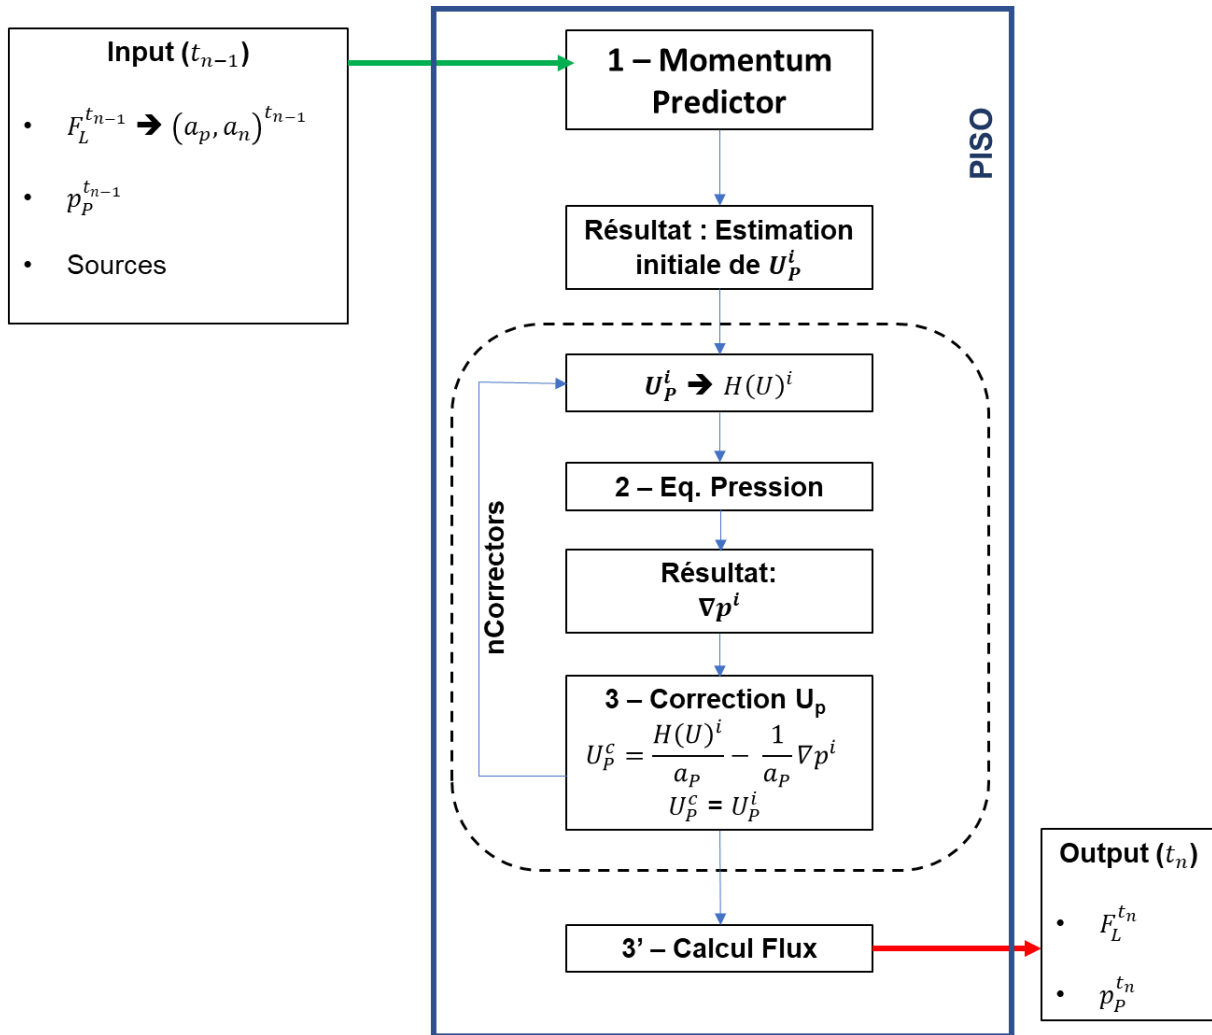 Input (t_{n−1})
• F_L^{t_{n−1}} ➔ (a_p, a_n)^{t_{n−1}}
• p_P^{t_{n−1}}
• Sources
PISO
1 – Momentum
Predictor
Résultat : Estimation
initiale de U_P^i
U_P^i ➔ H(U)^i
2 – Eq. Pression
Résultat:
∇p^i
nCorrectors
3 – Correction U_p
U_P^c = \frac{H(U)^i}{a_P} − \frac{1}{a_P} ∇p^i
U_P^c = U_P^i
3’ – Calcul Flux
Output (t_n)
• F_L^{t_n}
• p_P^{t_n}